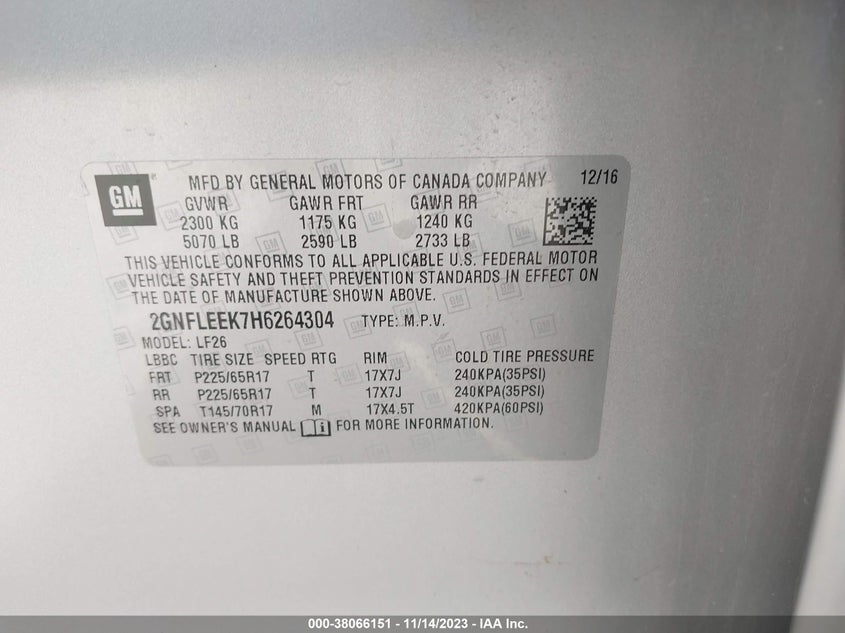 GM
MFD BY GENERAL MOTORS OF CANADA COMPANY 12/16
GVWR GAWR FRT GAWR RR
2300 KG 1175 KG 1240 KG
5070 LB 2590 LB 2733 LB
THIS VEHICLE CONFORMS TO ALL APPLICABLE U.S. FEDERAL MOTOR
VEHICLE SAFETY AND THEFT PREVENTION STANDARDS IN EFFECT ON
THE DATE OF MANUFACTURE SHOWN ABOVE.
2GNFLEEK7H6264304 TYPE: M.P.V.
MODEL: LF26
LBBC TIRE SIZE SPEED RTG RIM COLD TIRE PRESSURE
FRT P225/65R17 T 17X7J 240KPA(35PSI)
RR P225/65R17 T 17X7J 240KPA(35PSI)
SPA T145/70R17 M 17X4.5T 420KPA(60PSI)
SEE OWNER'S MANUAL i FOR MORE INFORMATION.
000-38066151 - 11/14/2023 - IAA Inc.